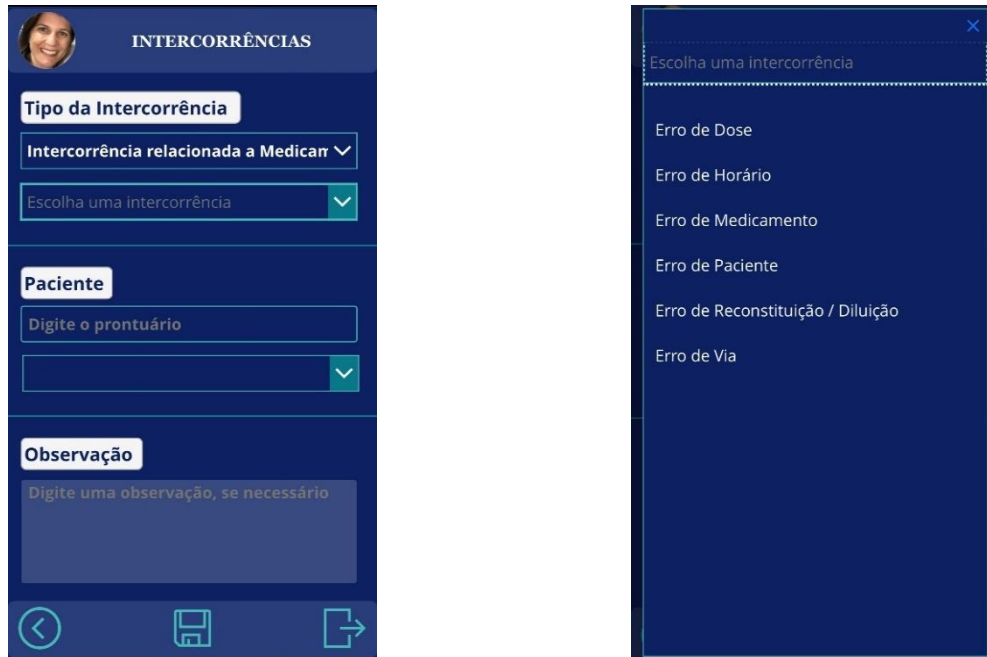 INTERCORRÊNCIAS
Tipo da Intercorrência
Intercorrência relacionada a Medicam
Escolha uma intercorrência
Paciente
Digite o prontuário
Observação
Digite uma observação, se necessário
Escolha uma intercorrência
Erro de Dose
Erro de Horário
Erro de Medicamento
Erro de Paciente
Erro de Reconstituição / Diluição
Erro de Via